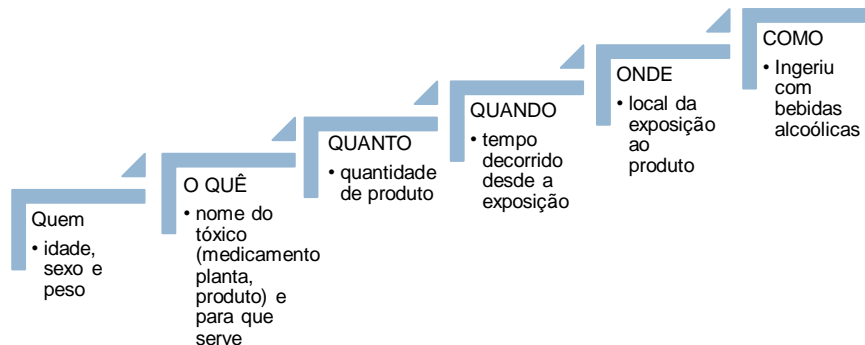 Quem
• idade,
sexo e
peso
O QUÊ
• nome do
tóxico
(medicamento
planta,
produto) e
para que
serve
QUANTO
• quantidade
de produto
QUANDO
• tempo
decorrido
desde a
exposição
ONDE
• local da
exposição
ao
produto
COMO
• Ingeriu
com
bebidas
alcoólicas